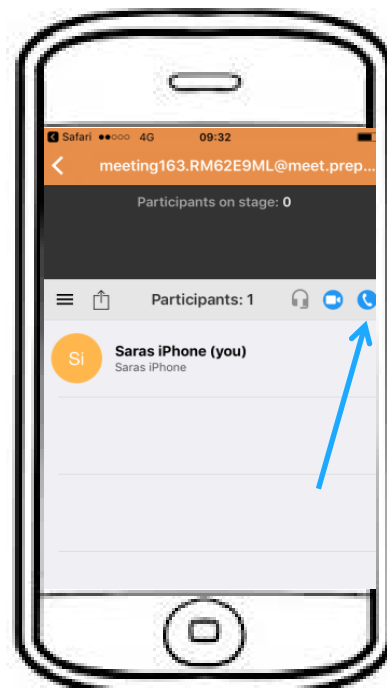 Safari 4G 09:32
meeting163.RM62E9ML@meet.prep...
Participants on stage: 0
Participants: 1
Si
Saras iPhone (you)
Saras iPhone